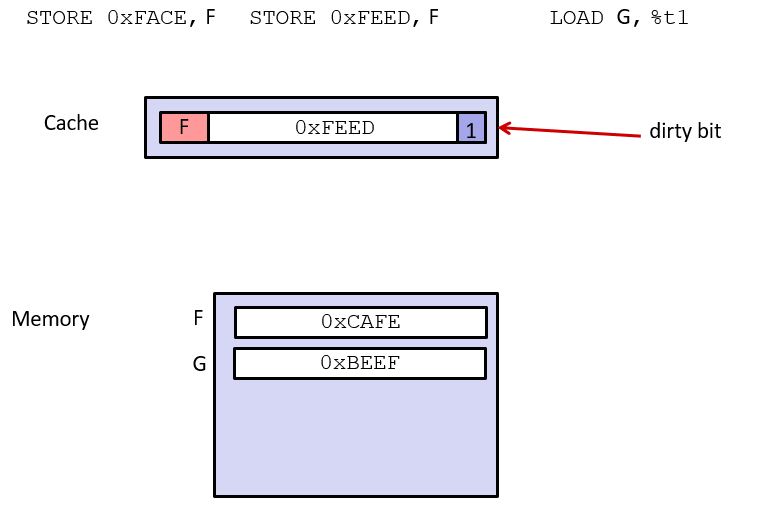 STORE 0xFACE, F STORE 0xFEED, F LOAD G, %t1
Cache F 0xFEED 1 dirty bit
Memory F 0xCAFE
G 0xBEEF